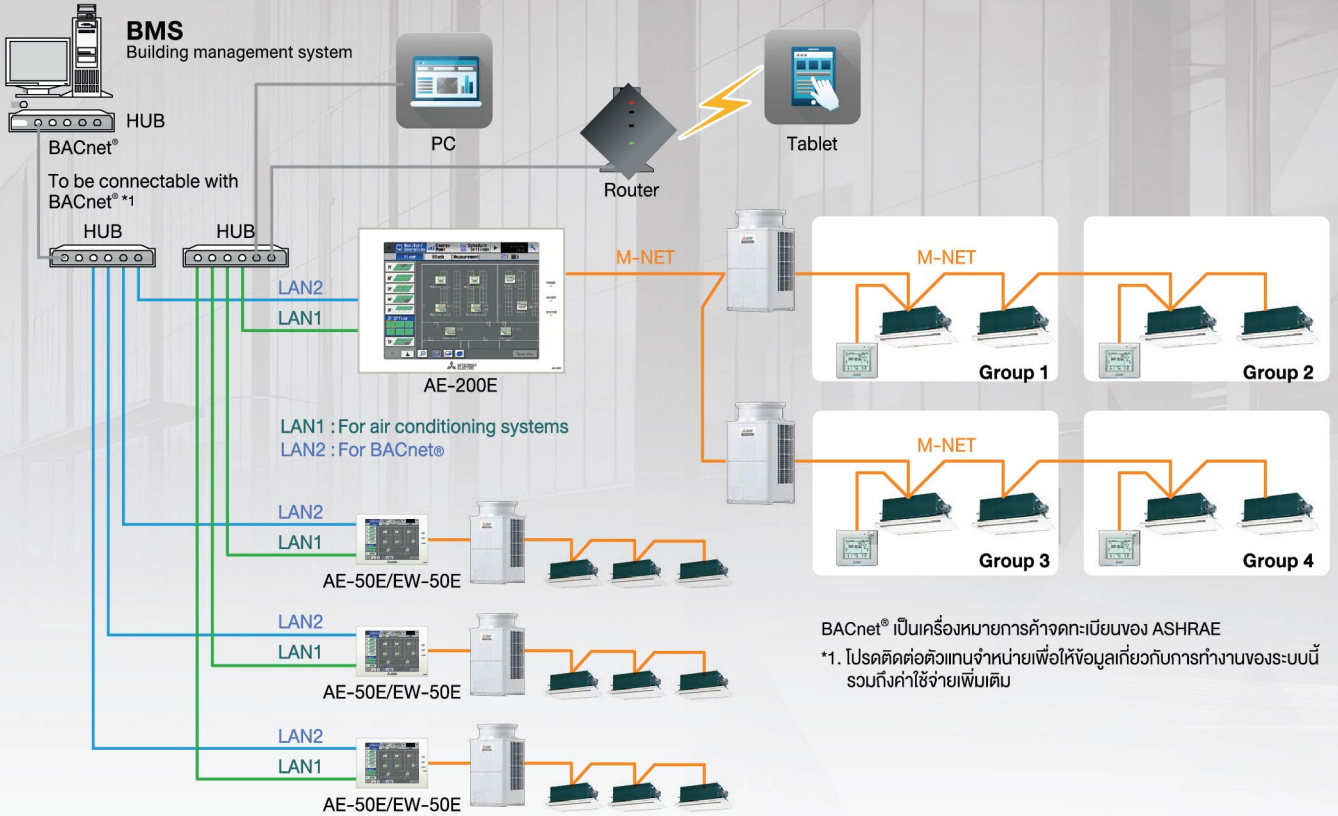 BMS
Building management system
HUB
BACnet®
To be connectable with
BACnet® *1
HUB
HUB
PC
Router
Tablet
LAN2
LAN1
MITSUBISHI
ELECTRIC
AE-200E
LAN1 : For air conditioning systems
LAN2 : For BACnet®
M-NET
M-NET
Group 1
Group 2
M-NET
Group 3
Group 4
LAN2
LAN1
AE-50E/EW-50E
LAN2
LAN1
AE-50E/EW-50E
LAN2
LAN1
AE-50E/EW-50E
BACnet® เป็นเครื่องหมายการค้าจดทะเบียนของ ASHRAE
*1. โปรดติดต่อตัวแทนจำหน่ายเพื่อให้ข้อมูลเกี่ยวกับการทำงานของระบบนี้
รวมถึงค่าใช้จ่ายเพิ่มเติม